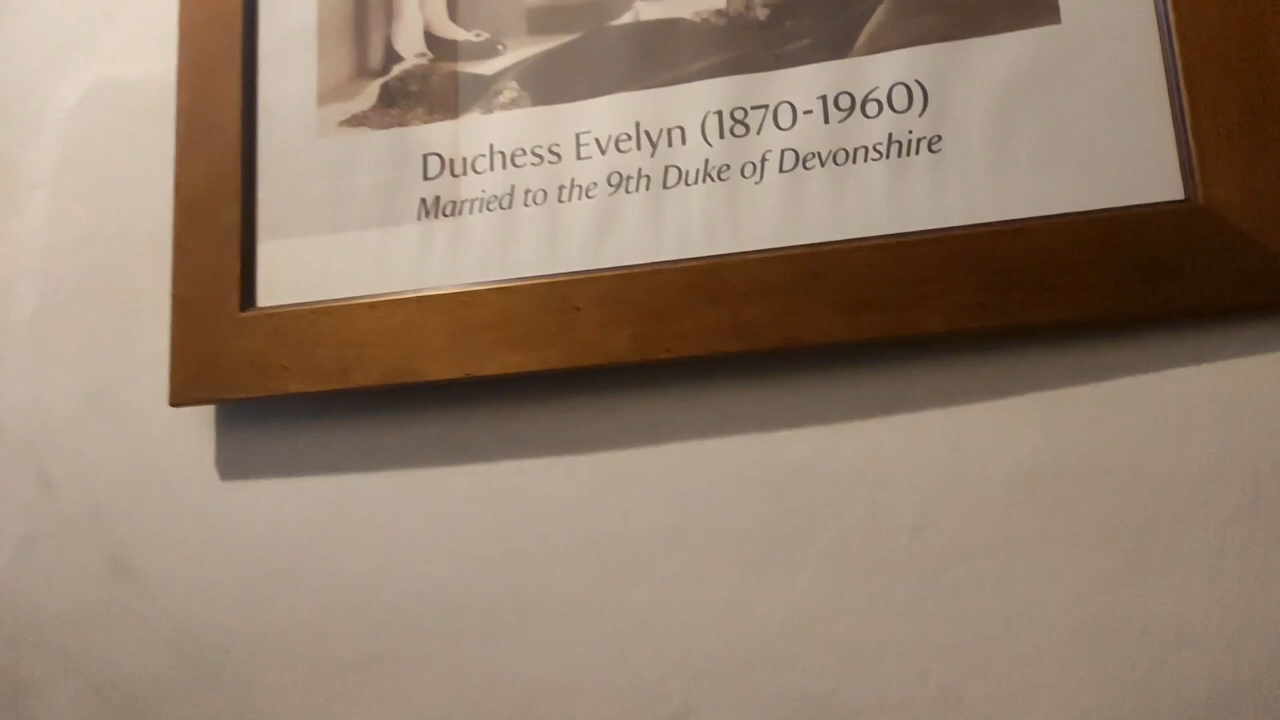 Duchess Evelyn (1870-1960)
Married to the 9th Duke of Devonshire